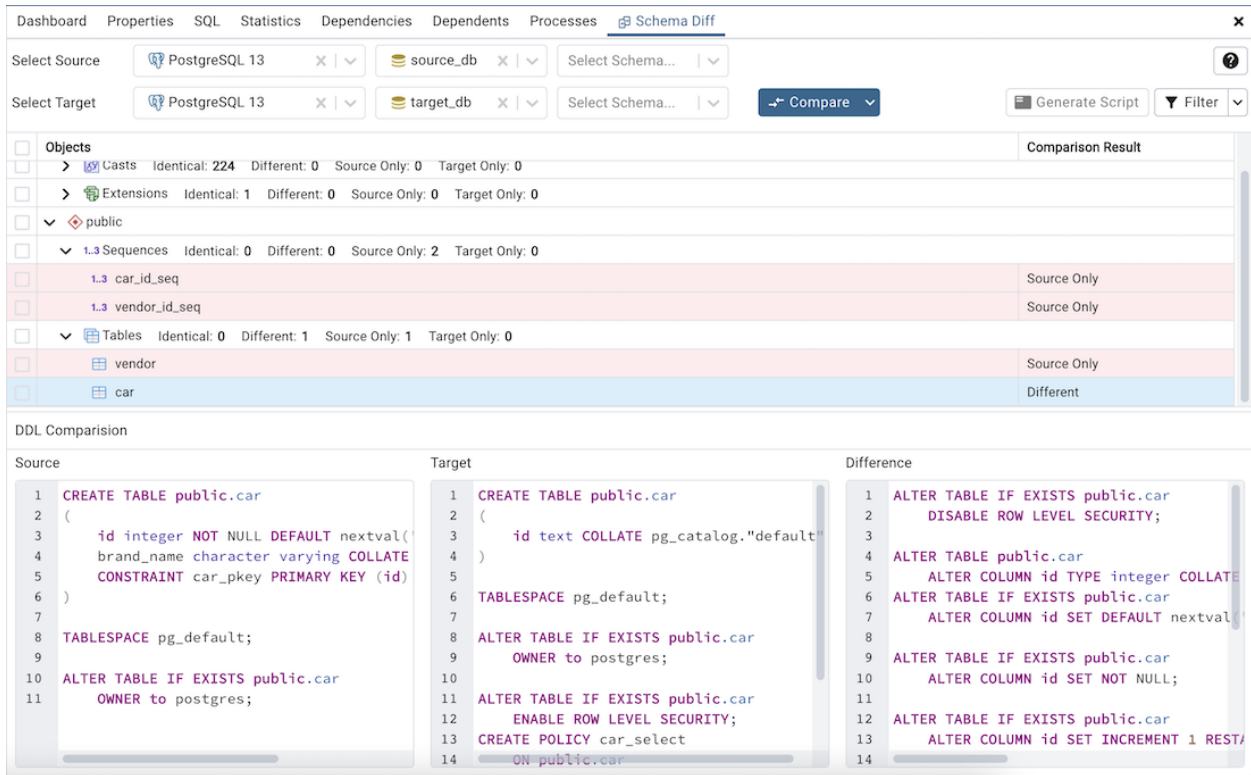 Dashboard Properties SQL Statistics Dependencies Dependents Processes Schema Diff
Select Source PostgreSQL 13 source_db Select Schema...
Select Target PostgreSQL 13 target_db Select Schema... Compare Generate Script Filter
Objects Comparison Result
Casts Identical: 224 Different: 0 Source Only: 0 Target Only: 0
Extensions Identical: 1 Different: 0 Source Only: 0 Target Only: 0
public
1..3 Sequences Identical: 0 Different: 0 Source Only: 2 Target Only: 0
1..3 car_id_seq Source Only
1..3 vendor_id_seq Source Only
Tables Identical: 0 Different: 1 Source Only: 1 Target Only: 0
vendor Source Only
car Different
DDL Comparision
Source
1 CREATE TABLE public.car
2 (
3 id integer NOT NULL DEFAULT nextval('
4 brand_name character varying COLLATE
5 CONSTRAINT car_pkey PRIMARY KEY (id)
6 )
7
8 TABLESPACE pg_default;
9
10 ALTER TABLE IF EXISTS public.car
11 OWNER to postgres;
Target
1 CREATE TABLE public.car
2 (
3 id text COLLATE pg_catalog."default"
4 )
5
6 TABLESPACE pg_default;
7
8 ALTER TABLE IF EXISTS public.car
9 OWNER to postgres;
10
11 ALTER TABLE IF EXISTS public.car
12 ENABLE ROW LEVEL SECURITY;
13 CREATE POLICY car_select
14 ON public.car
Difference
1 ALTER TABLE IF EXISTS public.car
2 DISABLE ROW LEVEL SECURITY;
3
4 ALTER TABLE public.car
5 ALTER COLUMN id TYPE integer COLLATE
6 ALTER TABLE IF EXISTS public.car
7 ALTER COLUMN id SET DEFAULT nextval('
8
9 ALTER TABLE IF EXISTS public.car
10 ALTER COLUMN id SET NOT NULL;
11
12 ALTER TABLE IF EXISTS public.car
13 ALTER COLUMN id SET INCREMENT 1 RESTA
14